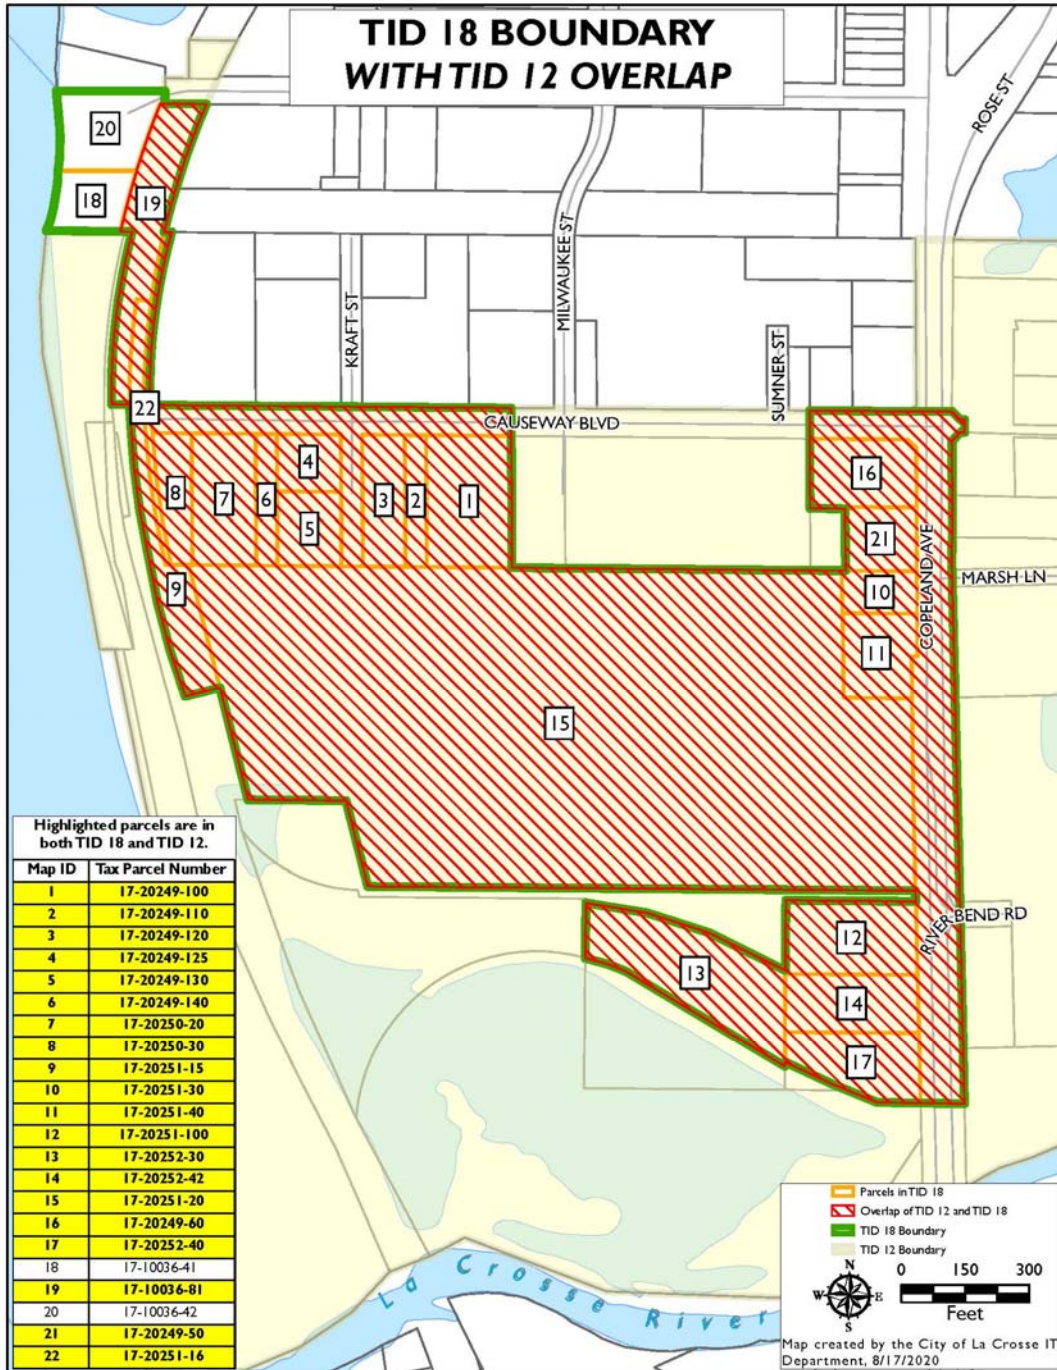 TID 18 BOUNDARY
WITH TID 12 OVERLAP
ROSE ST
20
18
19
MILWAUKEE ST
KRAFT ST
SUMNER ST
22
CAUSEWAY BLVD
4
16
8
7
6
3
2
1
5
21
COPELAND AVE
MARSH LN
9
10
11
15
RIVER BEND RD
12
13
14
17
Highlighted parcels are in
both TID 18 and TID 12.
Map ID Tax Parcel Number
1 17-20249-100
2 17-20249-110
3 17-20249-120
4 17-20249-125
5 17-20249-130
6 17-20249-140
7 17-20250-20
8 17-20250-30
9 17-20251-15
10 17-20251-30
11 17-20251-40
12 17-20251-100
13 17-20252-30
14 17-20252-42
15 17-20251-20
16 17-20249-60
17 17-20252-40
18 17-10036-41
19 17-10036-81
20 17-10036-42
21 17-20249-50
22 17-20251-16
La Crosse River
Parcels in TID 18
Overlap of TID 12 and TID 18
TID 18 Boundary
TID 12 Boundary
N
W E
S
0 150 300
Feet
Map created by the City of La Crosse IT
Department, 8/17/2020